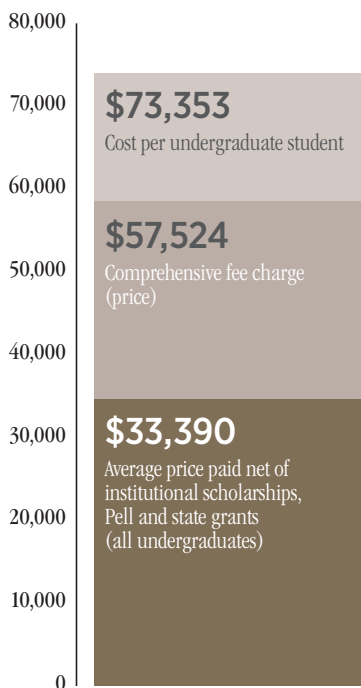 80,000
70,000
60,000
50,000
40,000
30,000
20,000
10,000
0
$73,353
Cost per undergraduate student
$57,524
Comprehensive fee charge
(price)
$33,390
Average price paid net of
institutional scholarships,
Pell and state grants
(all undergraduates)